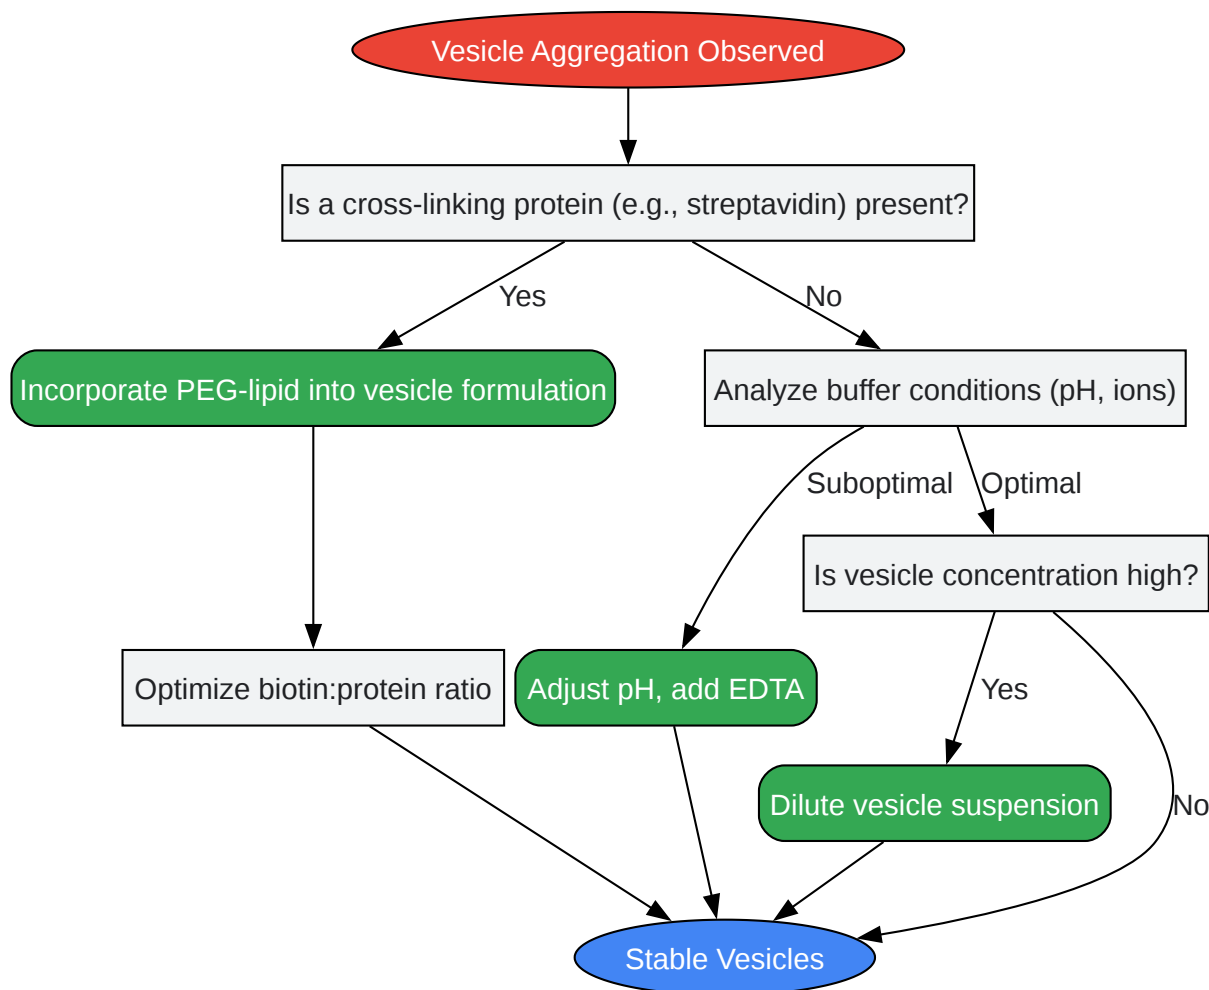 Vesicle Aggregation Observed
Is a cross-linking protein (e.g., streptavidin) present?
Yes
No
Incorporate PEG-lipid into vesicle formulation
Analyze buffer conditions (pH, ions)
Suboptimal
Optimal
Is vesicle concentration high?
Optimize biotin:protein ratio
Adjust pH, add EDTA
Yes
Dilute vesicle suspension
No
Stable Vesicles